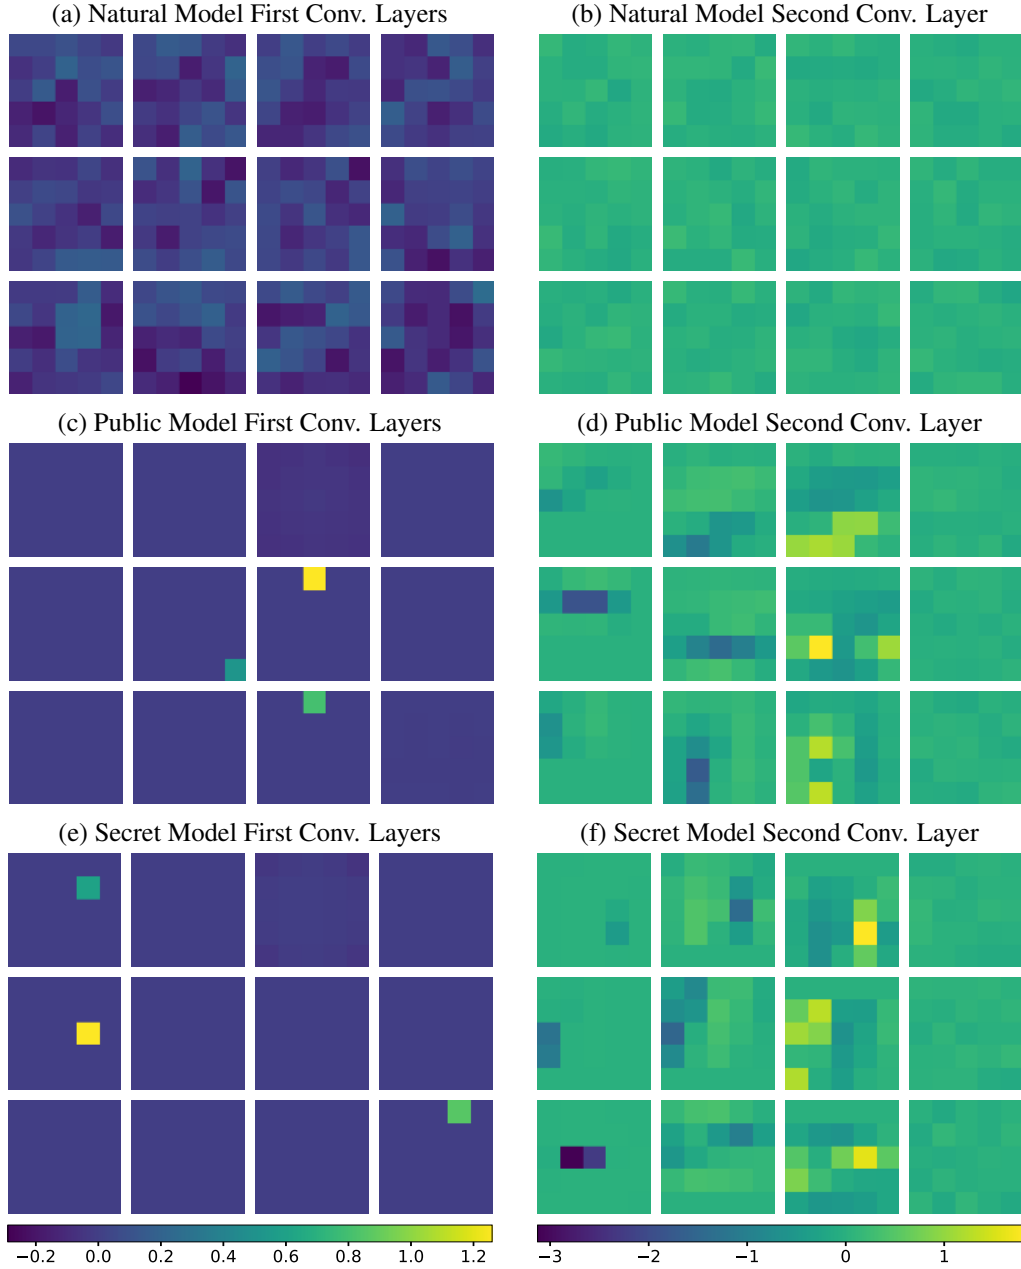 (a) Natural Model First Conv. Layers
(b) Natural Model Second Conv. Layer
(c) Public Model First Conv. Layers
(d) Public Model Second Conv. Layer
(e) Secret Model First Conv. Layers
(f) Secret Model Second Conv. Layer
−0.2 0.0 0.2 0.4 0.6 0.8 1.0 1.2
−3 −2 −1 0 1